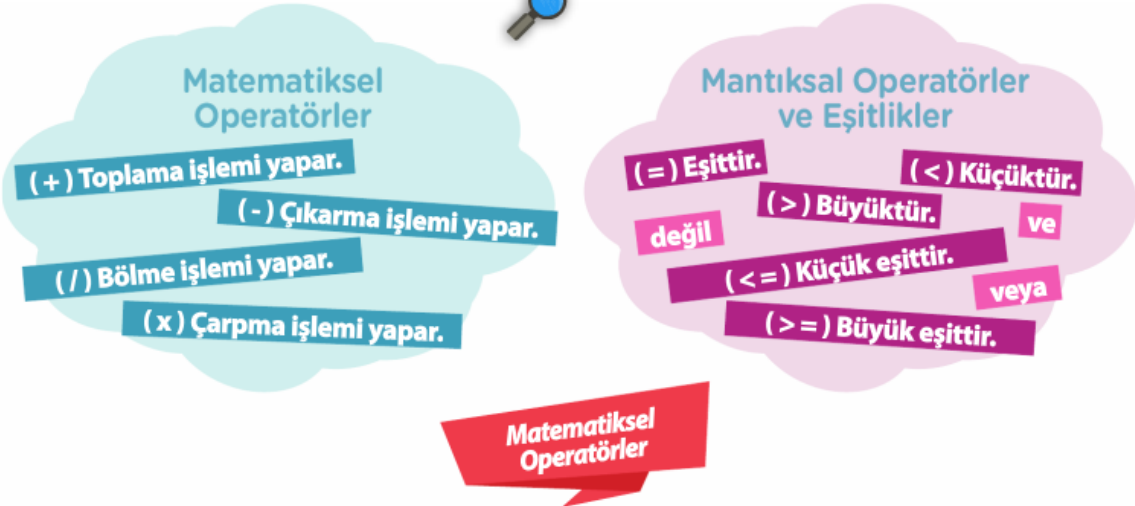 Matematiksel
Operatörler
( + ) Toplama işlemi yapar.
( - ) Çıkarma işlemi yapar.
( / ) Bölme işlemi yapar.
( x ) Çarpma işlemi yapar.
Mantıksal Operatörler
ve Eşitlikler
( = ) Eşittir.
( < ) Küçüktür.
( > ) Büyüktür.
değil
ve
( < = ) Küçük eşittir.
veya
( > = ) Büyük eşittir.
Matematiksel
Operatörler